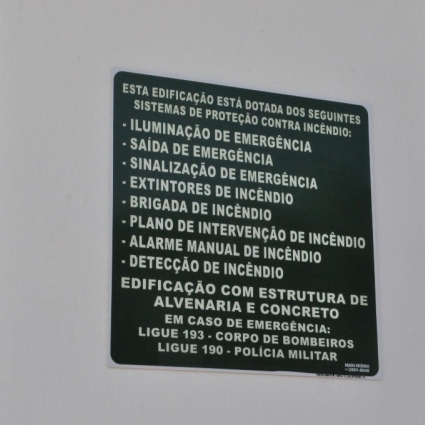 ESTA EDIFICAÇÃO ESTÁ DOTADA DOS SEGUINTES
SISTEMAS DE PROTEÇÃO CONTRA INCÊNDIO:
- ILUMINAÇÃO DE EMERGÊNCIA
- SAÍDA DE EMERGÊNCIA
- SINALIZAÇÃO DE EMERGÊNCIA
- EXTINTORES DE INCÊNDIO
- BRIGADA DE INCÊNDIO
- PLANO DE INTERVENÇÃO DE INCÊNDIO
- ALARME MANUAL DE INCÊNDIO
- DETECÇÃO DE INCÊNDIO
EDIFICAÇÃO COM ESTRUTURA DE
ALVENARIA E CONCRETO
EM CASO DE EMERGÊNCIA:
LIGUE 193 - CORPO DE BOMBEIROS
LIGUE 190 - POLÍCIA MILITAR